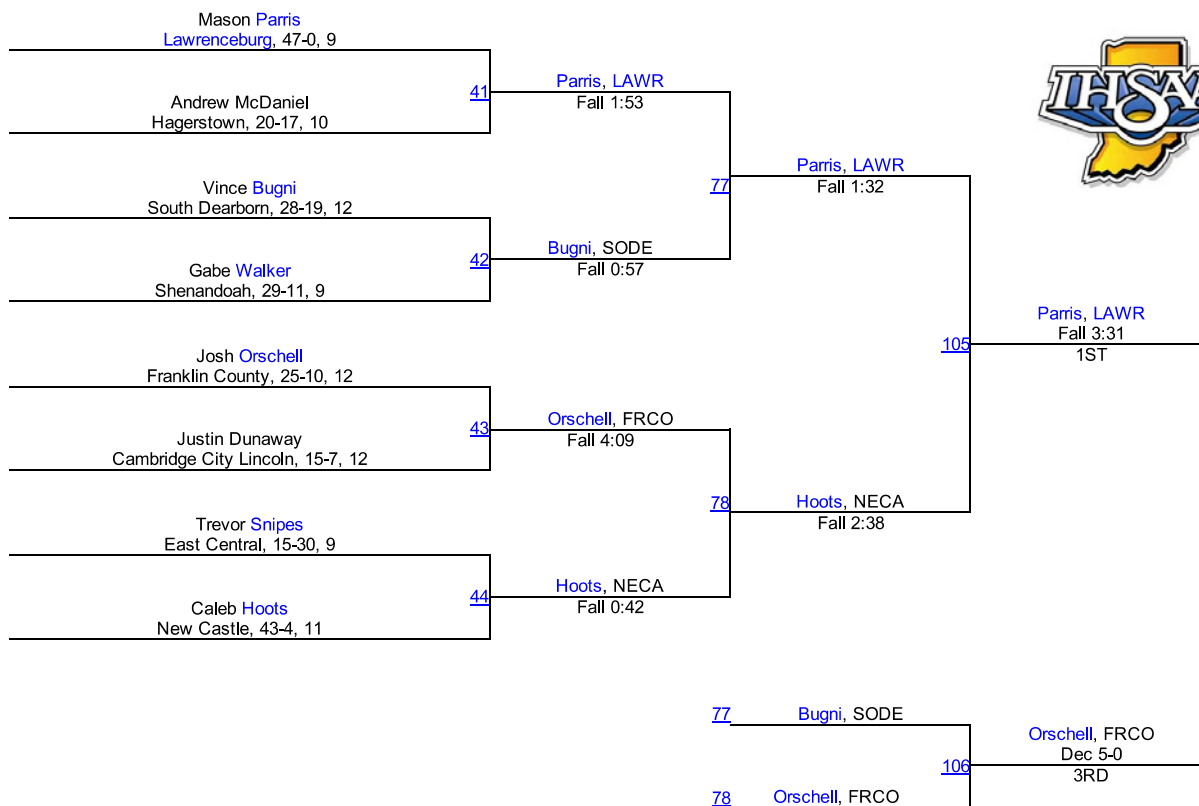 Mason Parris
Lawrenceburg, 47-0, 9
41
Parris, LAWR
Fall 1:53
Andrew McDaniel
Hagerstown, 20-17, 10
IHSAA
77
Parris, LAWR
Fall 1:32
Vince Bugni
South Dearborn, 28-19, 12
42
Bugni, SODE
Fall 0:57
Gabe Walker
Shenandoah, 29-11, 9
105
Parris, LAWR
Fall 3:31
1ST
Josh Orschell
Franklin County, 25-10, 12
43
Orschell, FRCO
Fall 4:09
Justin Dunaway
Cambridge City Lincoln, 15-7, 12
78
Hoots, NECA
Fall 2:38
Trevor Snipes
East Central, 15-30, 9
44
Hoots, NECA
Fall 0:42
Caleb Hoots
New Castle, 43-4, 11
77
Bugni, SODE
106
Orschell, FRCO
Dec 5-0
3RD
78
Orschell, FRCO